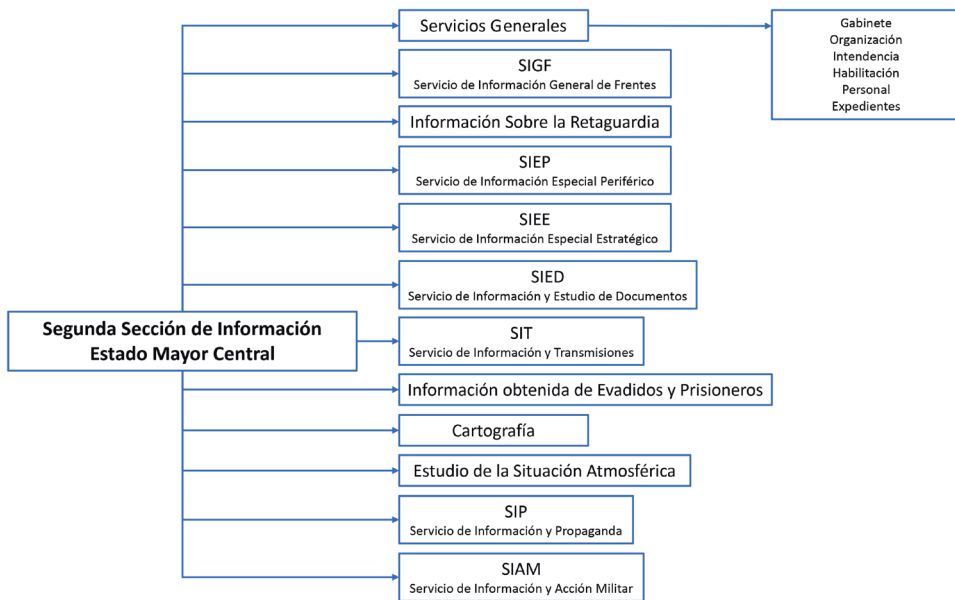 Servicios Generales
Gabinete
Organización
Intendencia
Habilitación
Personal
Expedientes
SIGF
Servicio de Información General de Frentes
Información Sobre la Retaguardia
SIEP
Servicio de Información Especial Periférico
SIEE
Servicio de Información Especial Estratégico
SIED
Servicio de Información y Estudio de Documentos
Segunda Sección de Información
Estado Mayor Central
SIT
Servicio de Información y Transmisiones
Información obtenida de Evadidos y Prisioneros
Cartografía
Estudio de la Situación Atmosférica
SIP
Servicio de Información y Propaganda
SIAM
Servicio de Información y Acción Militar